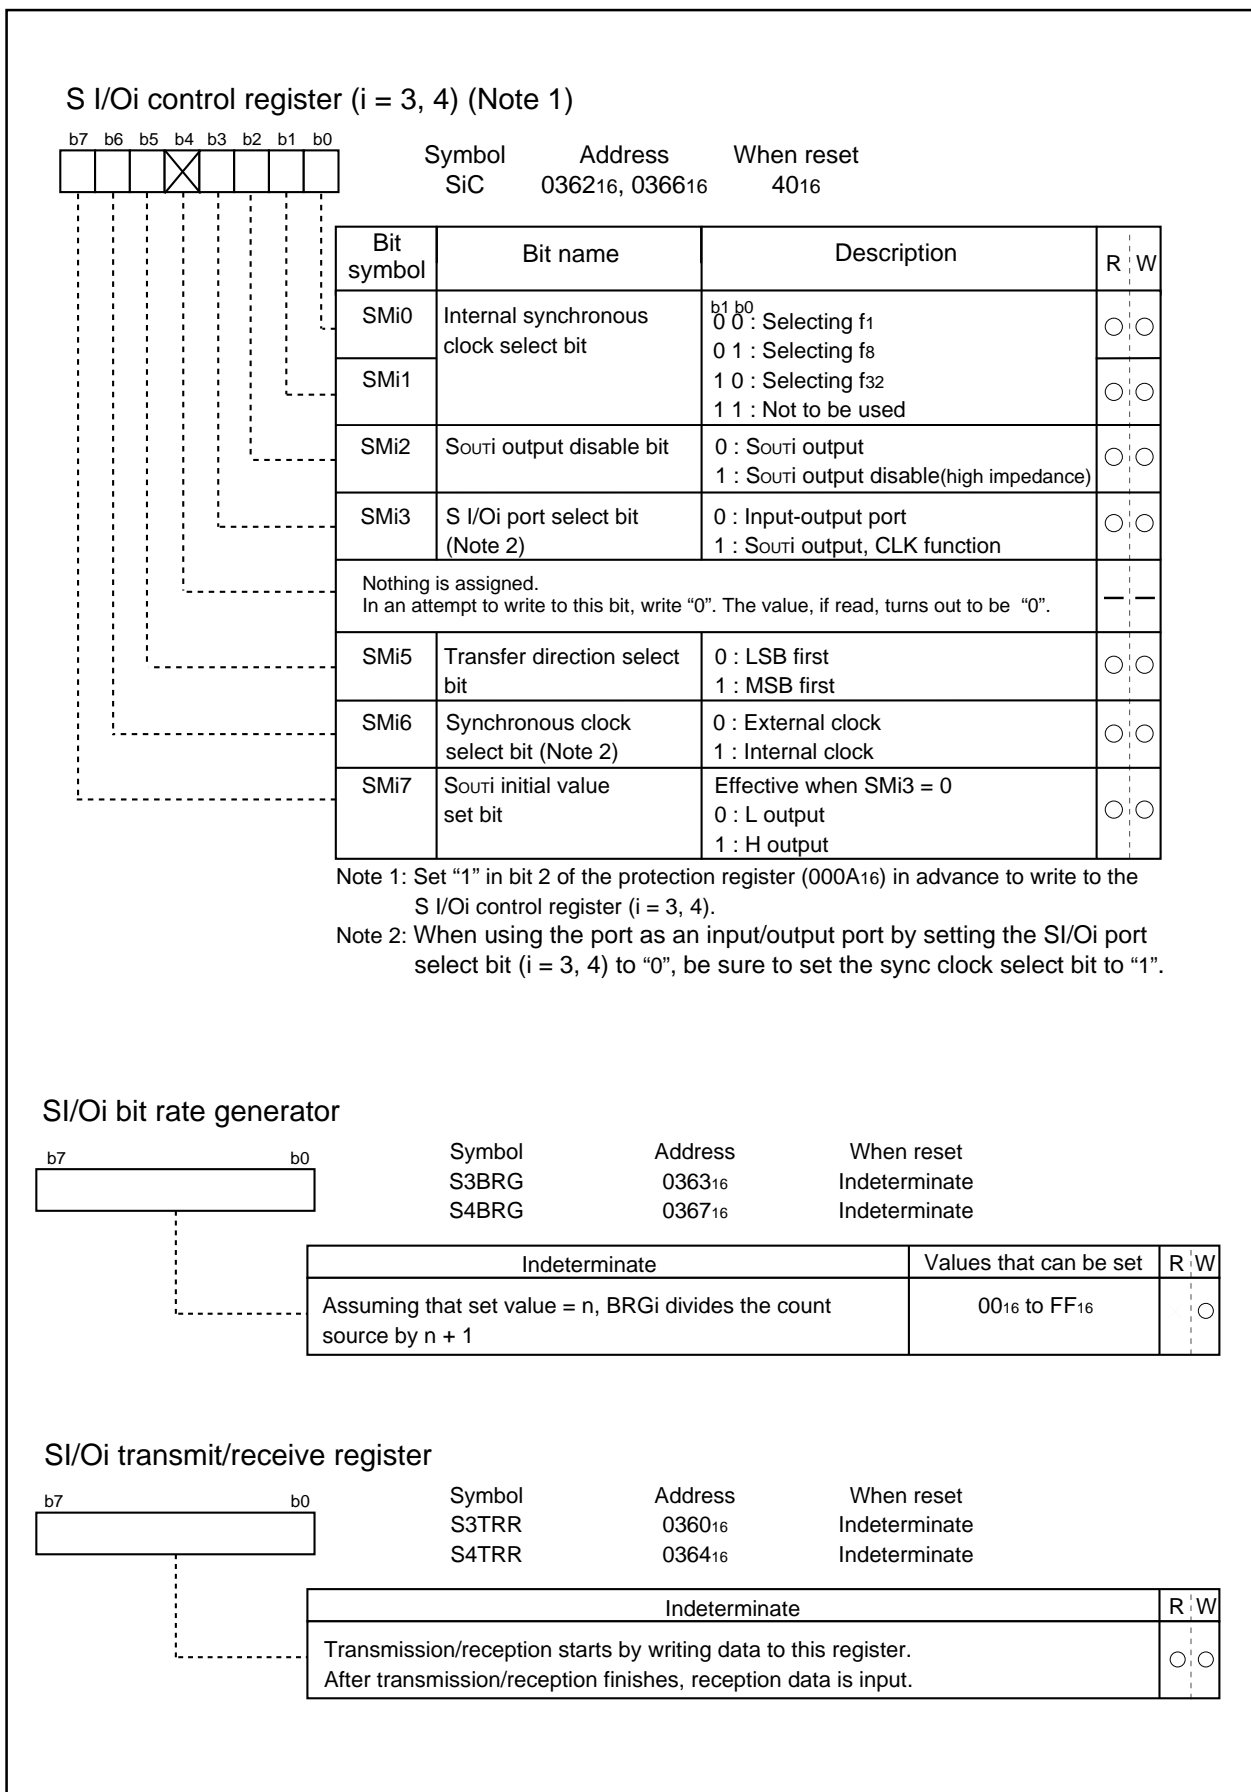 S I/Oi control register (i = 3, 4) (Note 1)
b7 b6 b5 b4 b3 b2 b1 b0
Symbol Address When reset
SiC 036216, 036616 4016
Bit symbol Bit name Description R W
SMi0 Internal synchronous clock select bit b1 b0
0 0 : Selecting f1
0 1 : Selecting f8
SMi1 1 0 : Selecting f32
1 1 : Not to be used
SMi2 SOUTi output disable bit 0 : SOUTi output
1 : SOUTi output disable(high impedance)
SMi3 S I/Oi port select bit 0 : Input-output port
(Note 2) 1 : SOUTi output, CLK function
Nothing is assigned.
In an attempt to write to this bit, write “0”. The value, if read, turns out to be “0”.
SMi5 Transfer direction select 0 : LSB first
bit 1 : MSB first
SMi6 Synchronous clock 0 : External clock
select bit (Note 2) 1 : Internal clock
SMi7 SOUTi initial value Effective when SMi3 = 0
set bit 0 : L output
1 : H output
Note 1: Set “1” in bit 2 of the protection register (000A16) in advance to write to the
S I/Oi control register (i = 3, 4).
Note 2: When using the port as an input/output port by setting the SI/Oi port
select bit (i = 3, 4) to “0”, be sure to set the sync clock select bit to “1”.
SI/Oi bit rate generator
b7 b0
Symbol Address When reset
S3BRG 036316 Indeterminate
S4BRG 036716 Indeterminate
Indeterminate Values that can be set R W
Assuming that set value = n, BRGi divides the count 0016 to FF16
source by n + 1
SI/Oi transmit/receive register
b7 b0
Symbol Address When reset
S3TRR 036016 Indeterminate
S4TRR 036416 Indeterminate
Indeterminate R W
Transmission/reception starts by writing data to this register.
After transmission/reception finishes, reception data is input.